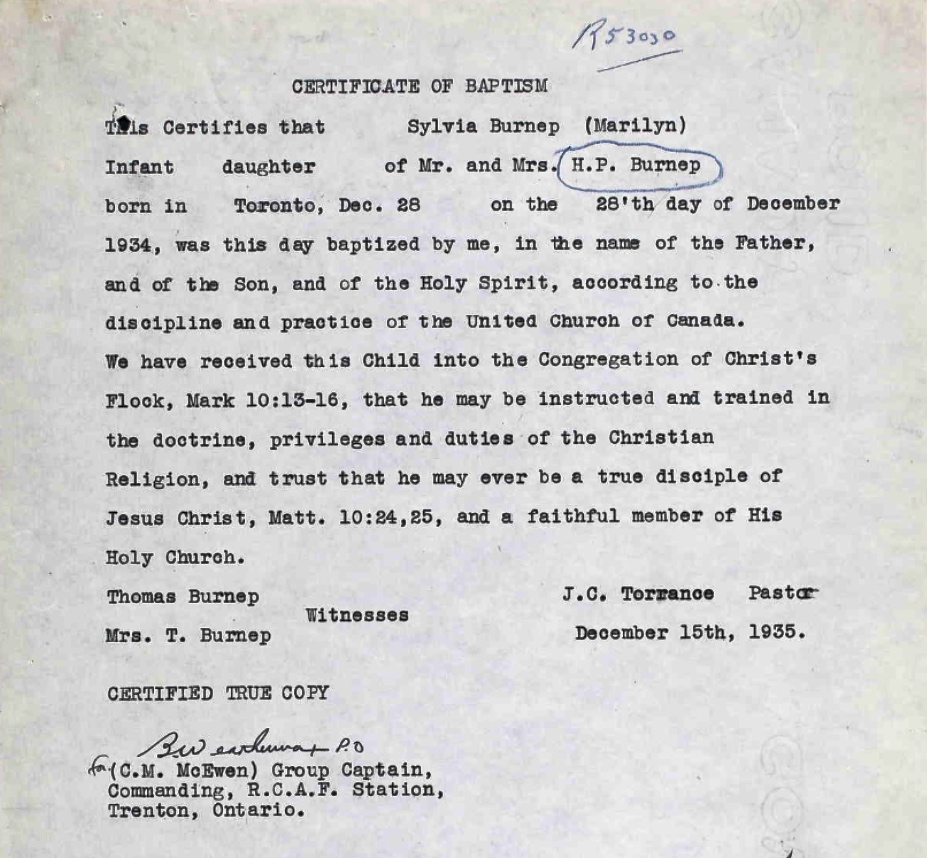 R53030
CERTIFICATE OF BAPTISM
This Certifies that Sylvia Burnep (Marilyn)
Infant daughter of Mr. and Mrs. H.P. Burnep
born in Toronto, Dec. 28 on the 28'th day of December
1934, was this day baptized by me, in the name of the Father,
and of the Son, and of the Holy Spirit, according to the
discipline and practice of the United Church of Canada.
We have received this Child into the Congregation of Christ's
Flock, Mark 10:13-16, that he may be instructed and trained in
the doctrine, privileges and duties of the Christian
Religion, and trust that he may ever be a true disciple of
Jesus Christ, Matt. 10:24,25, and a faithful member of His
Holy Church.
Thomas Burnep J.C. Torrance Pastor
Witnesses
Mrs. T. Burnep December 15th, 1935.
CERTIFIED TRUE COPY
P.O
for (C.M. McEwen) Group Captain,
Commanding, R.C.A.F. Station,
Trenton, Ontario.